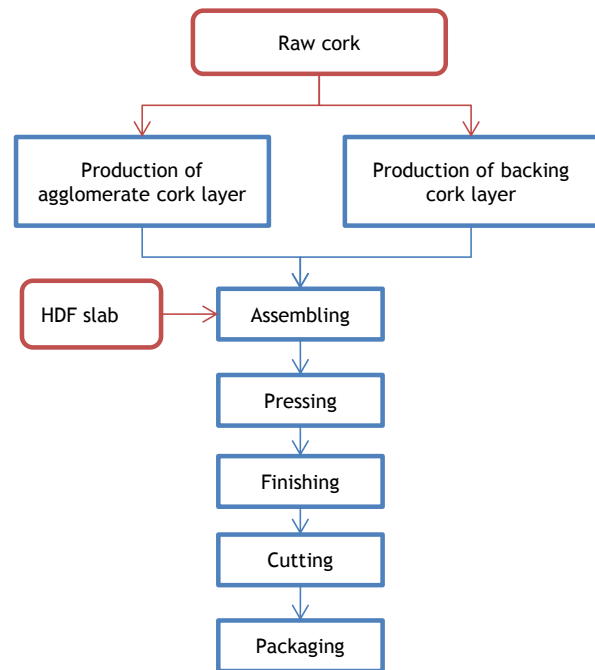 Raw cork
Production of
agglomerate cork layer
Production of backing
cork layer
HDF slab
Assembling
Pressing
Finishing
Cutting
Packaging